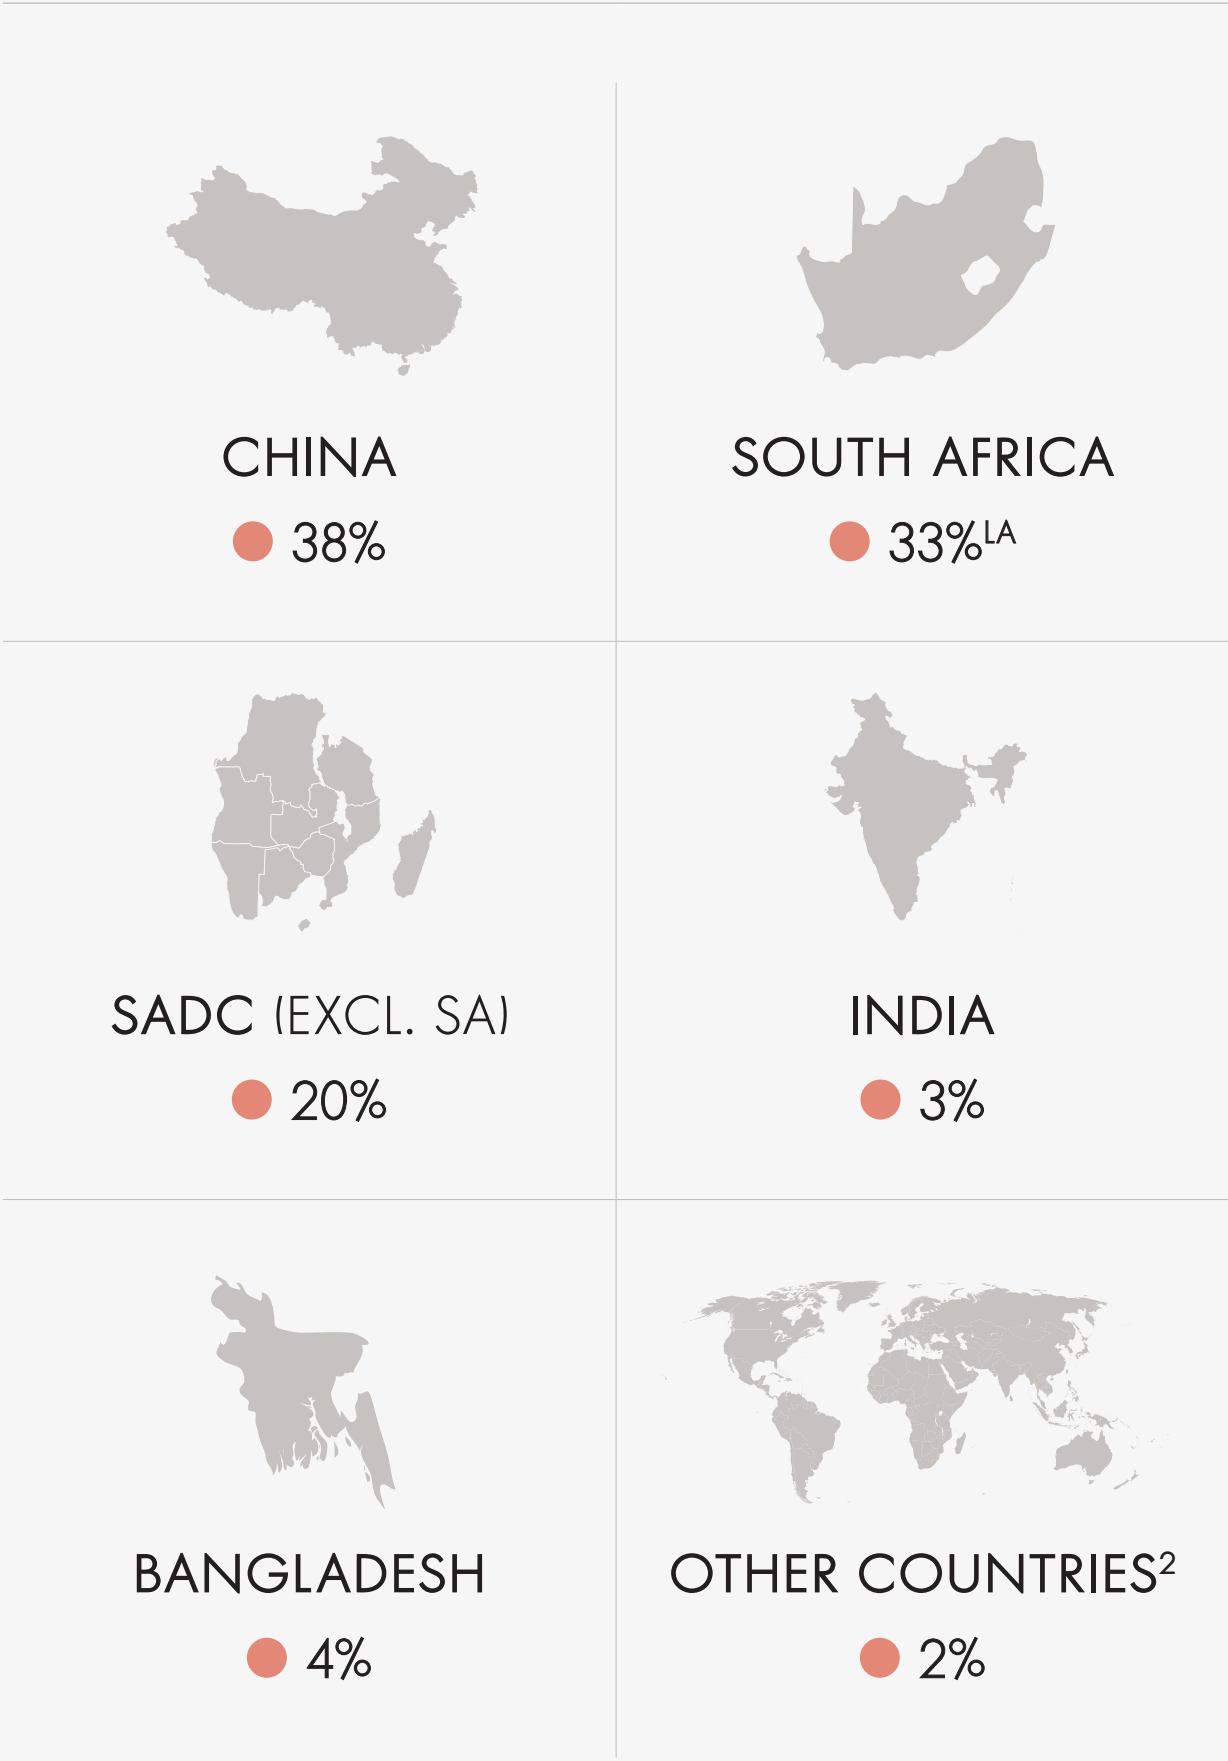 CHINA
38%
SOUTH AFRICA
33%LA
SADC (EXCL. SA)
20%
INDIA
3%
BANGLADESH
4%
OTHER COUNTRIES2
2%